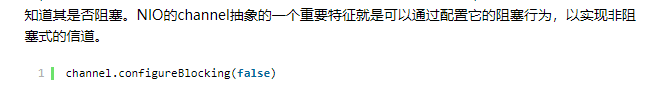 知道其是否阻塞。NIO的channel抽象的一个重要特征就是可以通过配置它的阻塞行为，以实现非阻
塞式的信道。
1 channel.configureBlocking(false)